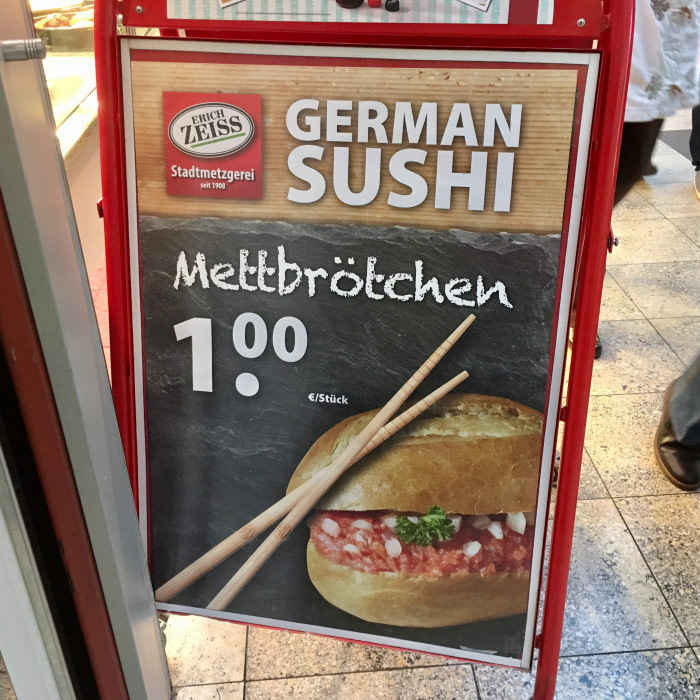 ERICH
ZEISS
Stadtmetzgerei
seit 1908
GERMAN
SUSHI
Mettbrötchen
1.00
€/Stück